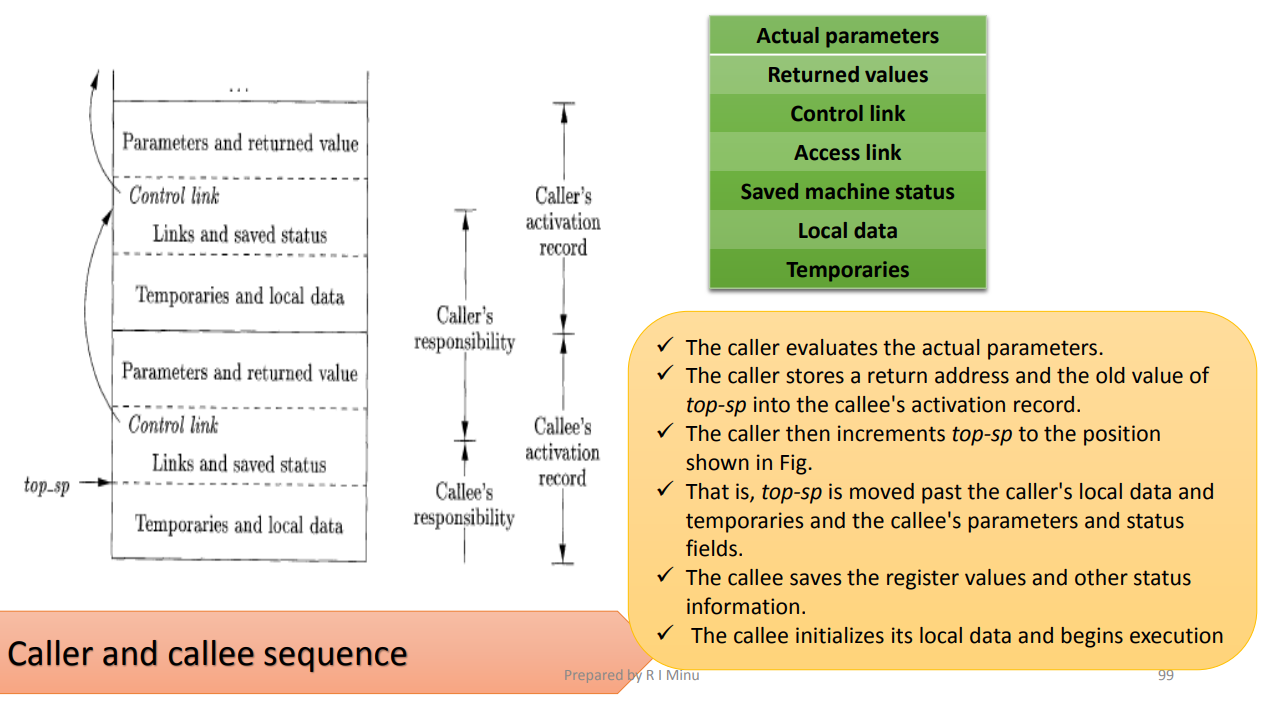 ...
Parameters and returned value
Control link
Links and saved status
Temporaries and local data
Parameters and returned value
Control link
Links and saved status
top_sp
Temporaries and local data
Caller's
responsibility
Callee's
responsibility
Caller's
activation
record
Callee's
activation
record
Actual parameters
Returned values
Control link
Access link
Saved machine status
Local data
Temporaries
✓ The caller evaluates the actual parameters.
✓ The caller stores a return address and the old value of
top-sp into the callee's activation record.
✓ The caller then increments top-sp to the position
shown in Fig.
✓ That is, top-sp is moved past the caller's local data and
temporaries and the callee's parameters and status
fields.
✓ The callee saves the register values and other status
information.
✓ The callee initializes its local data and begins execution
Caller and callee sequence
Prepared by R I Minu
99